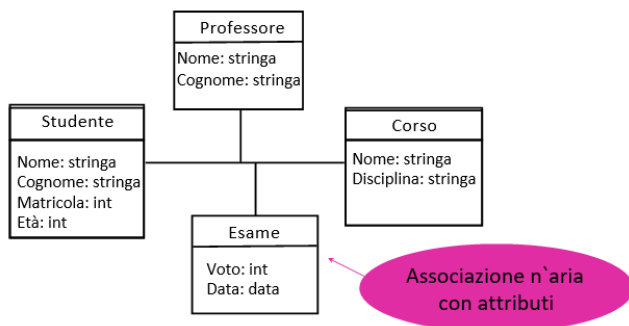 Professore
Nome: stringa
Cognome: stringa
Studente
Nome: stringa
Cognome: stringa
Matricola: int
Età: int
Corso
Nome: stringa
Disciplina: stringa
Esame
Voto: int
Data: data
Associazione n`aria
con attributi